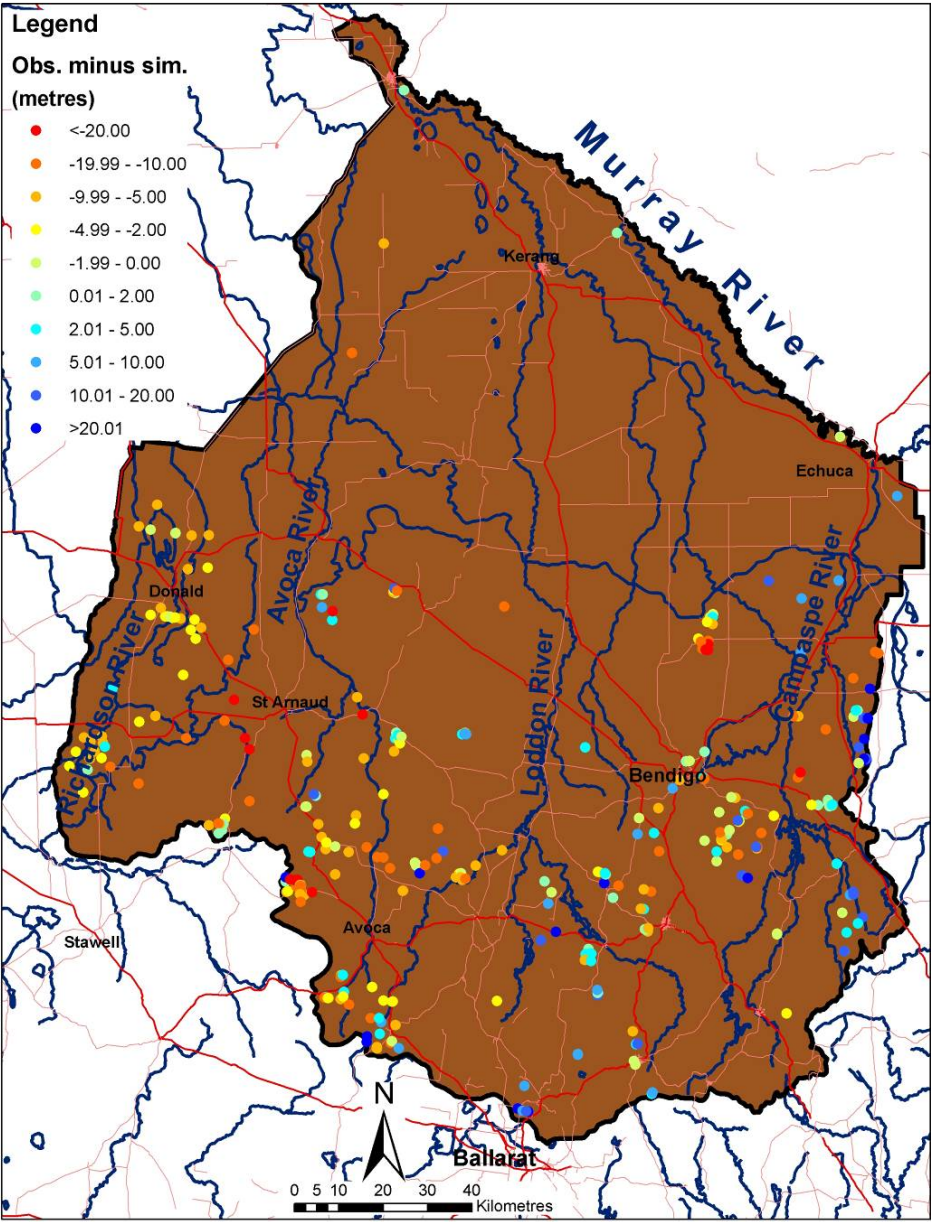 Legend
Obs. minus sim.
(metres)
<-20.00
-19.99 - -10.00
-9.99 - -5.00
-4.99 - -2.00
-1.99 - 0.00
0.01 - 2.00
2.01 - 5.00
5.01 - 10.00
10.01 - 20.00
>20.01
Murray River
Kerang
Echuca
Avoca River
Donald
Campaspe River
Richardson River
St Arnaud
Loddon River
Bendigo
Avoca
Stawell
N
Ballarat
0 5 10 20 30 40
Kilometres